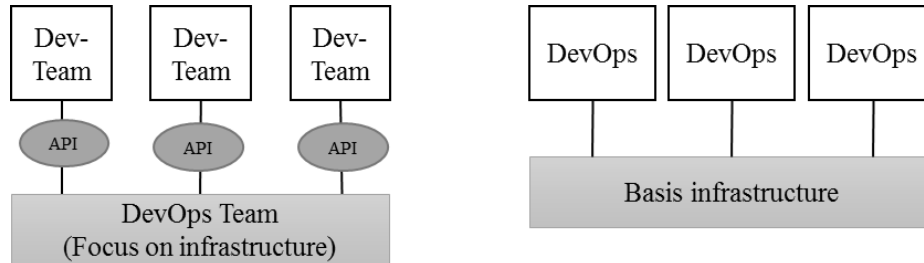 Dev-
Team
Dev-
Team
Dev-
Team
API
API
API
DevOps Team
(Focus on infrastructure)
DevOps
DevOps
DevOps
Basis infrastructure